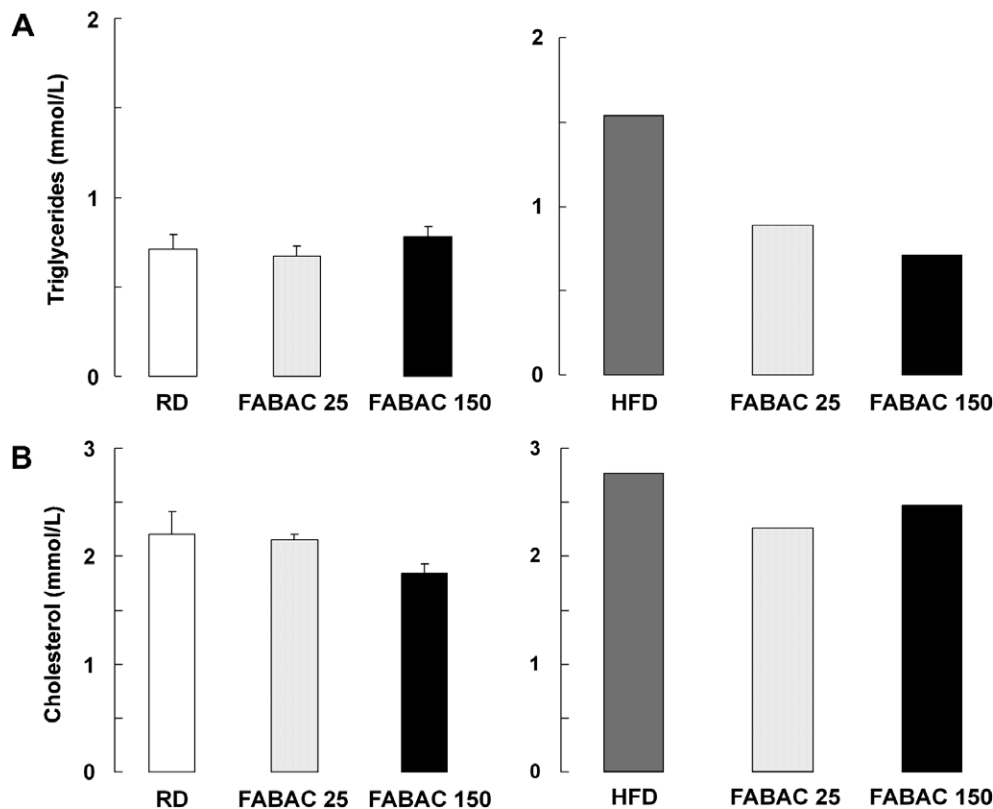 A
Triglycerides (mmol/L)
2
1
0
RD FABAC 25 FABAC 150
2
1
0
HFD FABAC 25 FABAC 150
B
Cholesterol (mmol/L)
3
2
1
0
RD FABAC 25 FABAC 150
3
2
1
0
HFD FABAC 25 FABAC 150